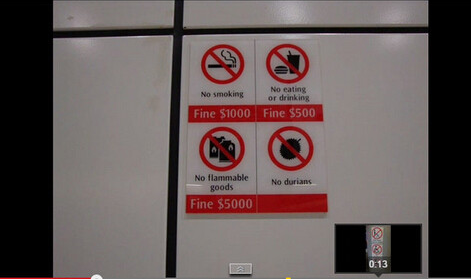 No smoking
No eating
or drinking
Fine $1000
Fine $500
No flammable
goods
No durians
Fine $5000
0:13